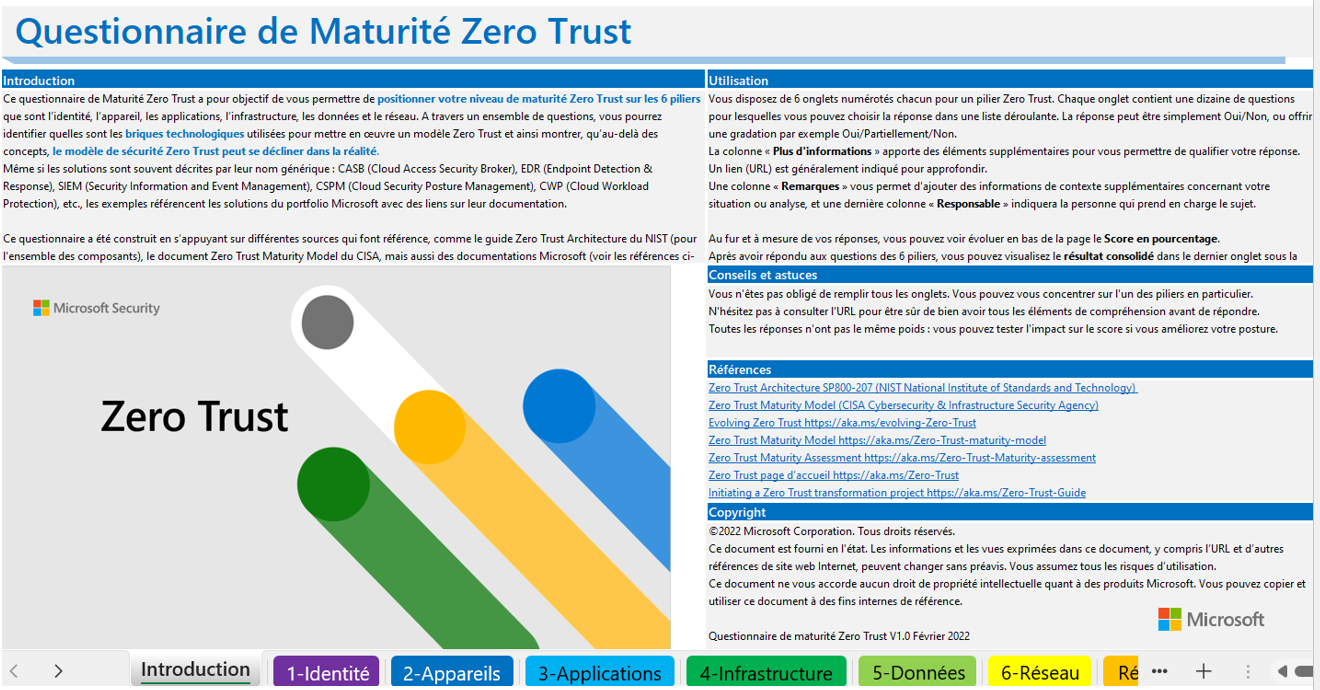 Questionnaire de Maturité Zero Trust
Introduction
Ce questionnaire de Maturité Zero Trust a pour objectif de vous permettre de positionner votre niveau de maturité Zero Trust sur les 6 piliers
que sont l'identité, l'appareil, les applications, l'infrastructure, les données et le réseau. A travers un ensemble de questions, vous pourrez
identifier quelles sont les briques technologiques utilisées pour mettre en œuvre un modèle Zero Trust et ainsi montrer, qu'au-delà des
concepts, le modèle de sécurité Zero Trust peut se décliner dans la réalité.
Même si les solutions sont souvent décrites par leur nom générique : CASB (Cloud Access Security Broker), EDR (Endpoint Detection &
Response), SIEM (Security Information and Event Management), CSPM (Cloud Security Posture Management), CWP (Cloud Workload
Protection), etc., les exemples référencent les solutions du portfolio Microsoft avec des liens sur leur documentation.
Ce questionnaire a été construit en s'appuyant sur différentes sources qui font référence, comme le guide Zero Trust Architecture du NIST (pour
l'ensemble des composants), le document Zero Trust Maturity Model du CISA, mais aussi des documentations Microsoft (voir les références ci-
Microsoft Security
Zero Trust
Utilisation
Vous disposez de 6 onglets numérotés chacun pour un pilier Zero Trust. Chaque onglet contient une dizaine de questions
pour lesquelles vous pouvez choisir la réponse dans une liste déroulante. La réponse peut être simplement Oui/Non, ou offrir
une gradation par exemple Oui/Partiellement/Non.
La colonne « Plus d'informations » apporte des éléments supplémentaires pour vous permettre de qualifier votre réponse.
Un lien (URL) est généralement indiqué pour approfondir.
Une colonne « Remarques » vous permet d'ajouter des informations de contexte supplémentaires concernant votre
situation ou analyse, et une dernière colonne « Responsable » indiquera la personne qui prend en charge le sujet.
Au fur et à mesure de vos réponses, vous pouvez voir évoluer en bas de la page le Score en pourcentage.
Après avoir répondu aux questions des 6 piliers, vous pouvez visualisez le résultat consolidé dans le dernier onglet sous la
Conseils et astuces
Vous n'êtes pas obligé de remplir tous les onglets. Vous pouvez vous concentrer sur l'un des piliers en particulier.
N'hésitez pas à consulter l'URL pour être sûr de bien avoir tous les éléments de compréhension avant de répondre.
Toutes les réponses n'ont pas le même poids : vous pouvez tester l'impact sur le score si vous améliorez votre posture.
Références
Zero Trust Architecture SP800-207 (NIST National Institute of Standards and Technology)
Zero Trust Maturity Model (CISA Cybersecurity & Infrastructure Security Agency)
Evolving Zero Trust https://aka.ms/evolving-Zero-Trust
Zero Trust Maturity Model https://aka.ms/Zero-Trust-maturity-model
Zero Trust Maturity Assessment https://aka.ms/Zero-Trust-Maturity-assessment
Zero Trust page d'accueil https://aka.ms/Zero-Trust
Initiating a Zero Trust transformation project https://aka.ms/Zero-Trust-Guide
Copyright
©2022 Microsoft Corporation. Tous droits réservés.
Ce document est fourni en l'état. Les informations et les vues exprimées dans ce document, y compris l'URL et d'autres
références de site web Internet, peuvent changer sans préavis. Vous assumez tous les risques d'utilisation.
Ce document ne vous accorde aucun droit de propriété intellectuelle quant à des produits Microsoft. Vous pouvez copier et
utiliser ce document à des fins internes de référence.
Microsoft
Questionnaire de maturité Zero Trust V1.0 Février 2022
Introduction 1-Identité 2-Appareils 3-Applications 4-Infrastructure 5-Données 6-Réseau Ré